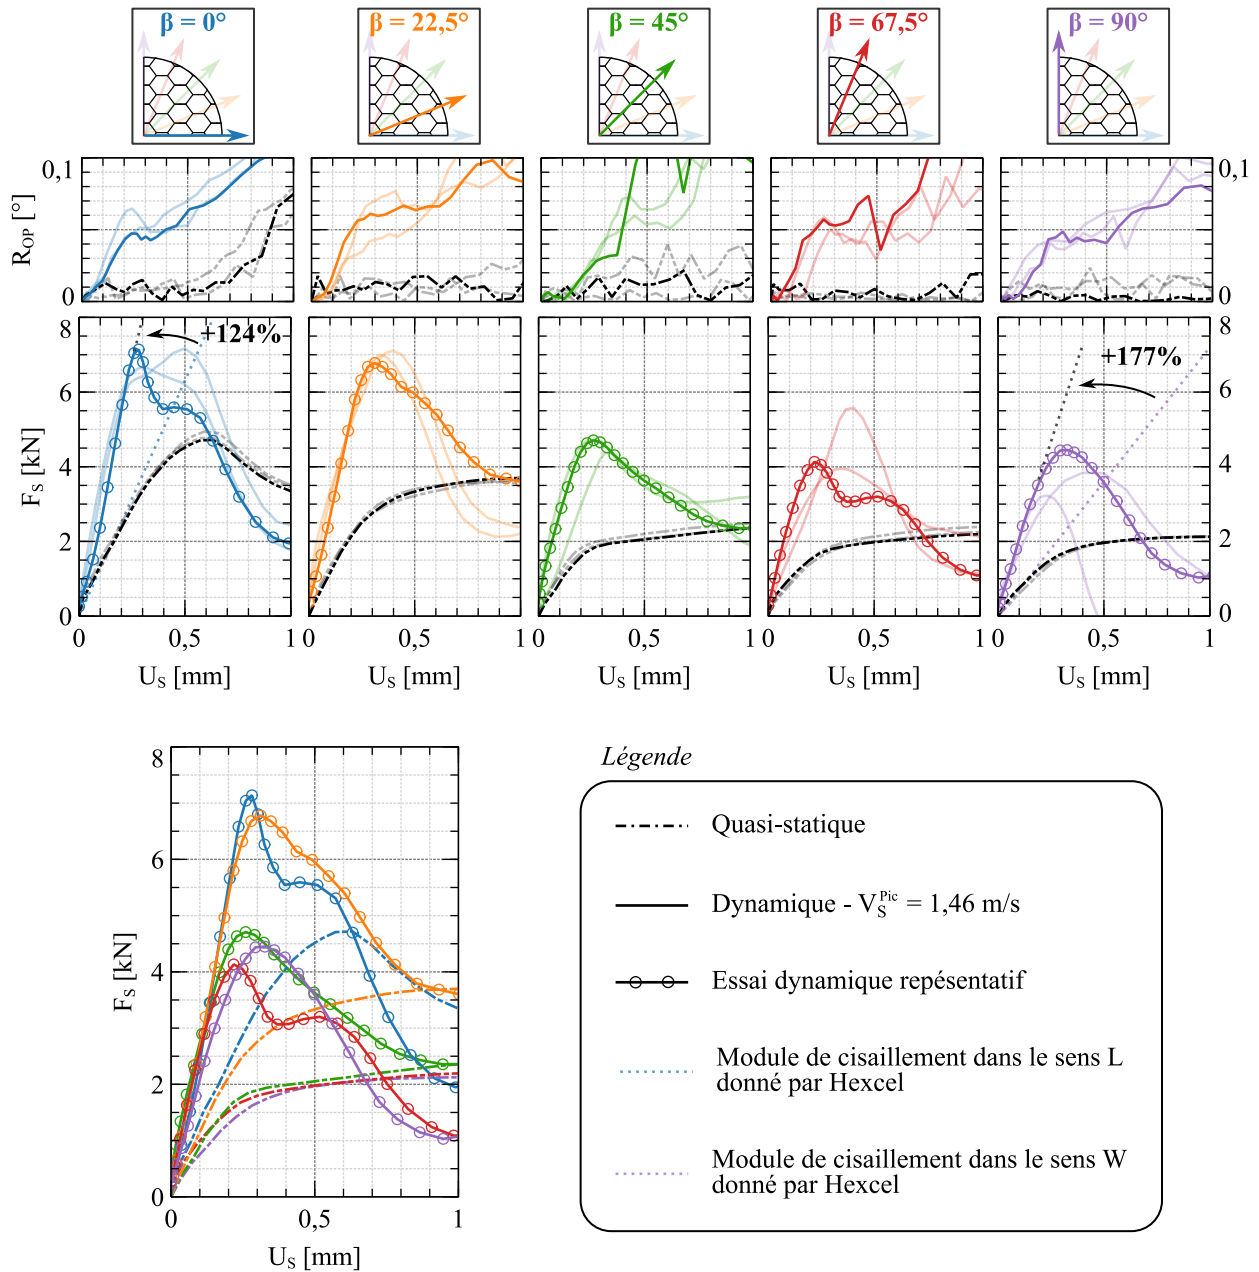 β = 0°
β = 22,5°
β = 45°
β = 67,5°
β = 90°
0,1
R_OP [°]
0
0,1
0
8
6
4
2
0
F_S [kN]
+124%
+177%
8
6
4
2
0
0 0,5 1
0 0,5 1
0 0,5 1
0 0,5 1
0 0,5 1
U_S [mm]
U_S [mm]
U_S [mm]
U_S [mm]
U_S [mm]
8
6
4
2
0
F_S [kN]
0 0,5 1
U_S [mm]
Légende
Quasi-statique
Dynamique - V_S^Pic = 1,46 m/s
Essai dynamique repésentatif
Module de cisaillement dans le sens L
donné par Hexcel
Module de cisaillement dans le sens W
donné par Hexcel